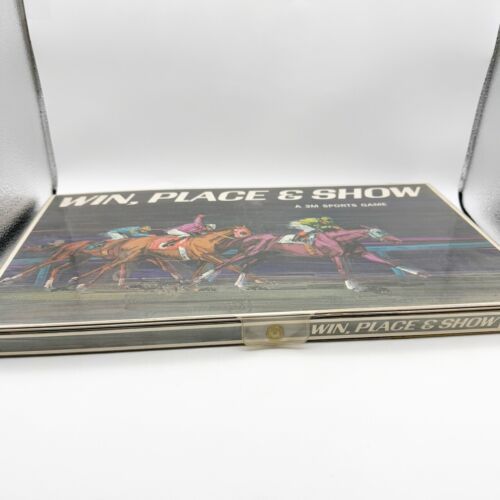 WIN, PLACE & SHOW
A 3M SPORTS GAME
WIN, PLACE & SHOW